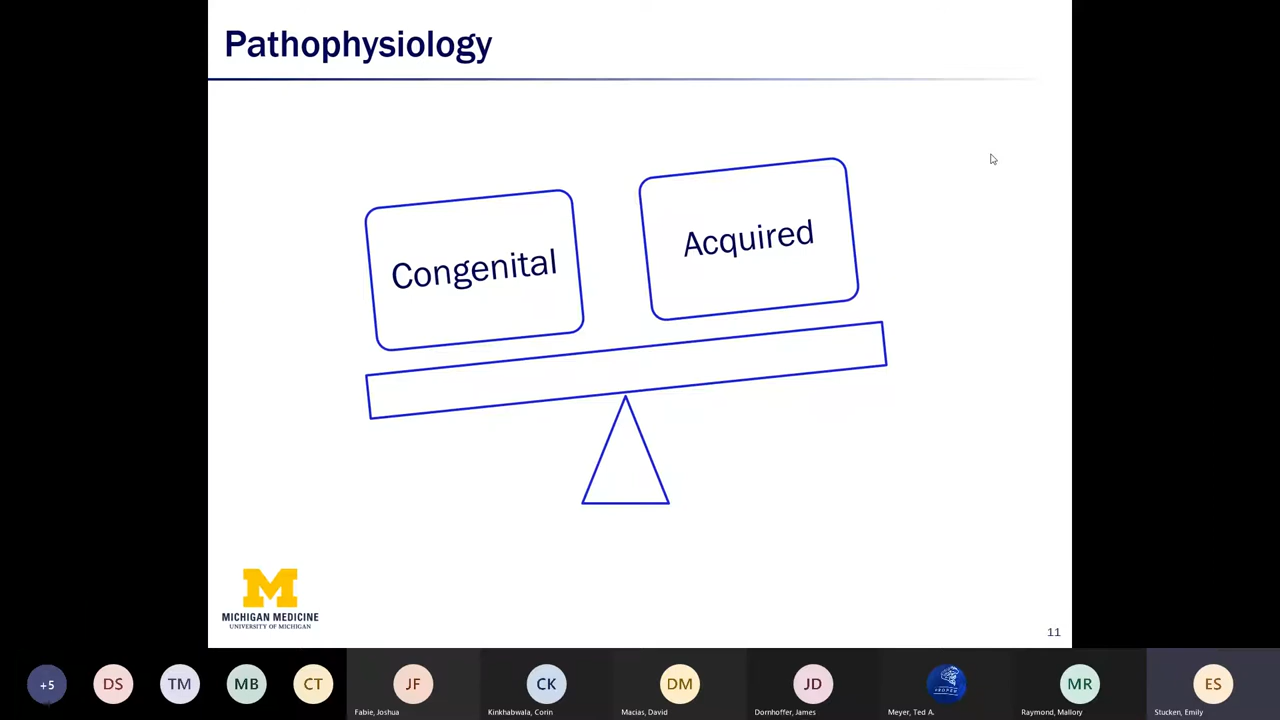 Pathophysiology
Congenital
Acquired
M
MICHIGAN MEDICINE
UNIVERSITY OF MICHIGAN
11
+5
DS
TM
MB
CT
JF
CK
DM
JD
MR
ES
Fabie, Joshua
Kinkhabwala, Corin
Macias, David
Dornhoffer, James
Meyer, Ted A.
Raymond, Mallory
Stucken, Emily